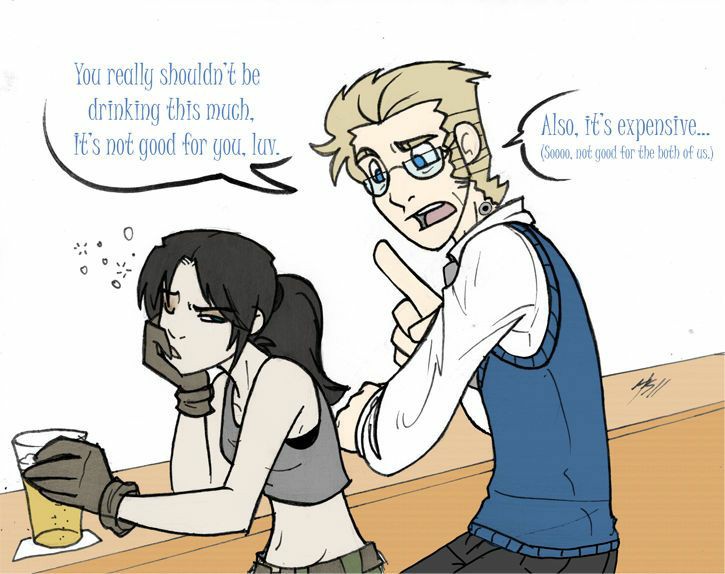 You really shouldn't be
drinking this much,
it's not good for you, luv.
Also, it's expensive...
(Soooo, not good for the both of us.)